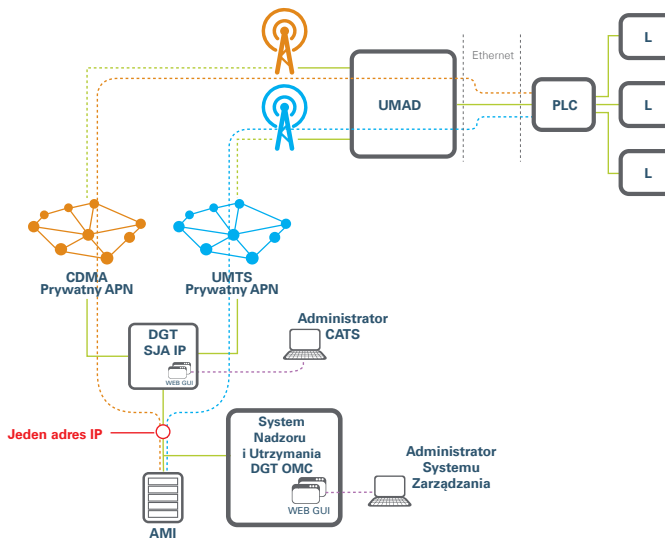 Ethernet
L
UMAD
PLC
L
L
CDMA
Prywatny APN
UMTS
Prywatny APN
Administrator
CATS
DGT
SJA IP
WEB GUI
Jeden adres IP
System
Nadzoru
i Utrzymania
DGT OMC
WEB GUI
Administrator
Systemu
Zarządzania
AMI